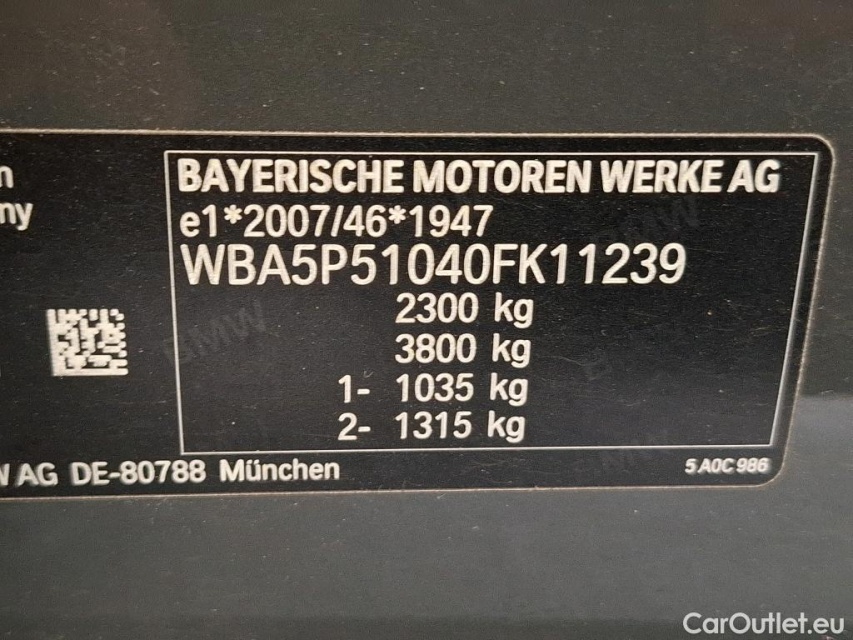 BAYERISCHE MOTOREN WERKE AG
e1*2007/46*1947
WBA5P51040FK11239
2300 kg
3800 kg
1- 1035 kg
2- 1315 kg
AG DE-80788 München
5 A0C 986
CarOutlet.eu